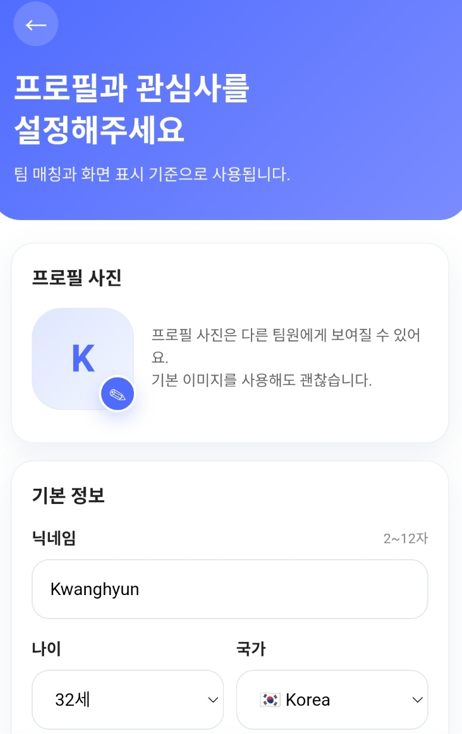 ←
프로필과 관심사를
설정해주세요
팀 매칭과 화면 표시 기준으로 사용됩니다.
프로필 사진
K
프로필 사진은 다른 팀원에게 보여질 수 있어
요.
기본 이미지를 사용해도 괜찮습니다.
기본 정보
닉네임 2~12자
Kwanghyun
나이 국가
32세 🇰🇷 Korea